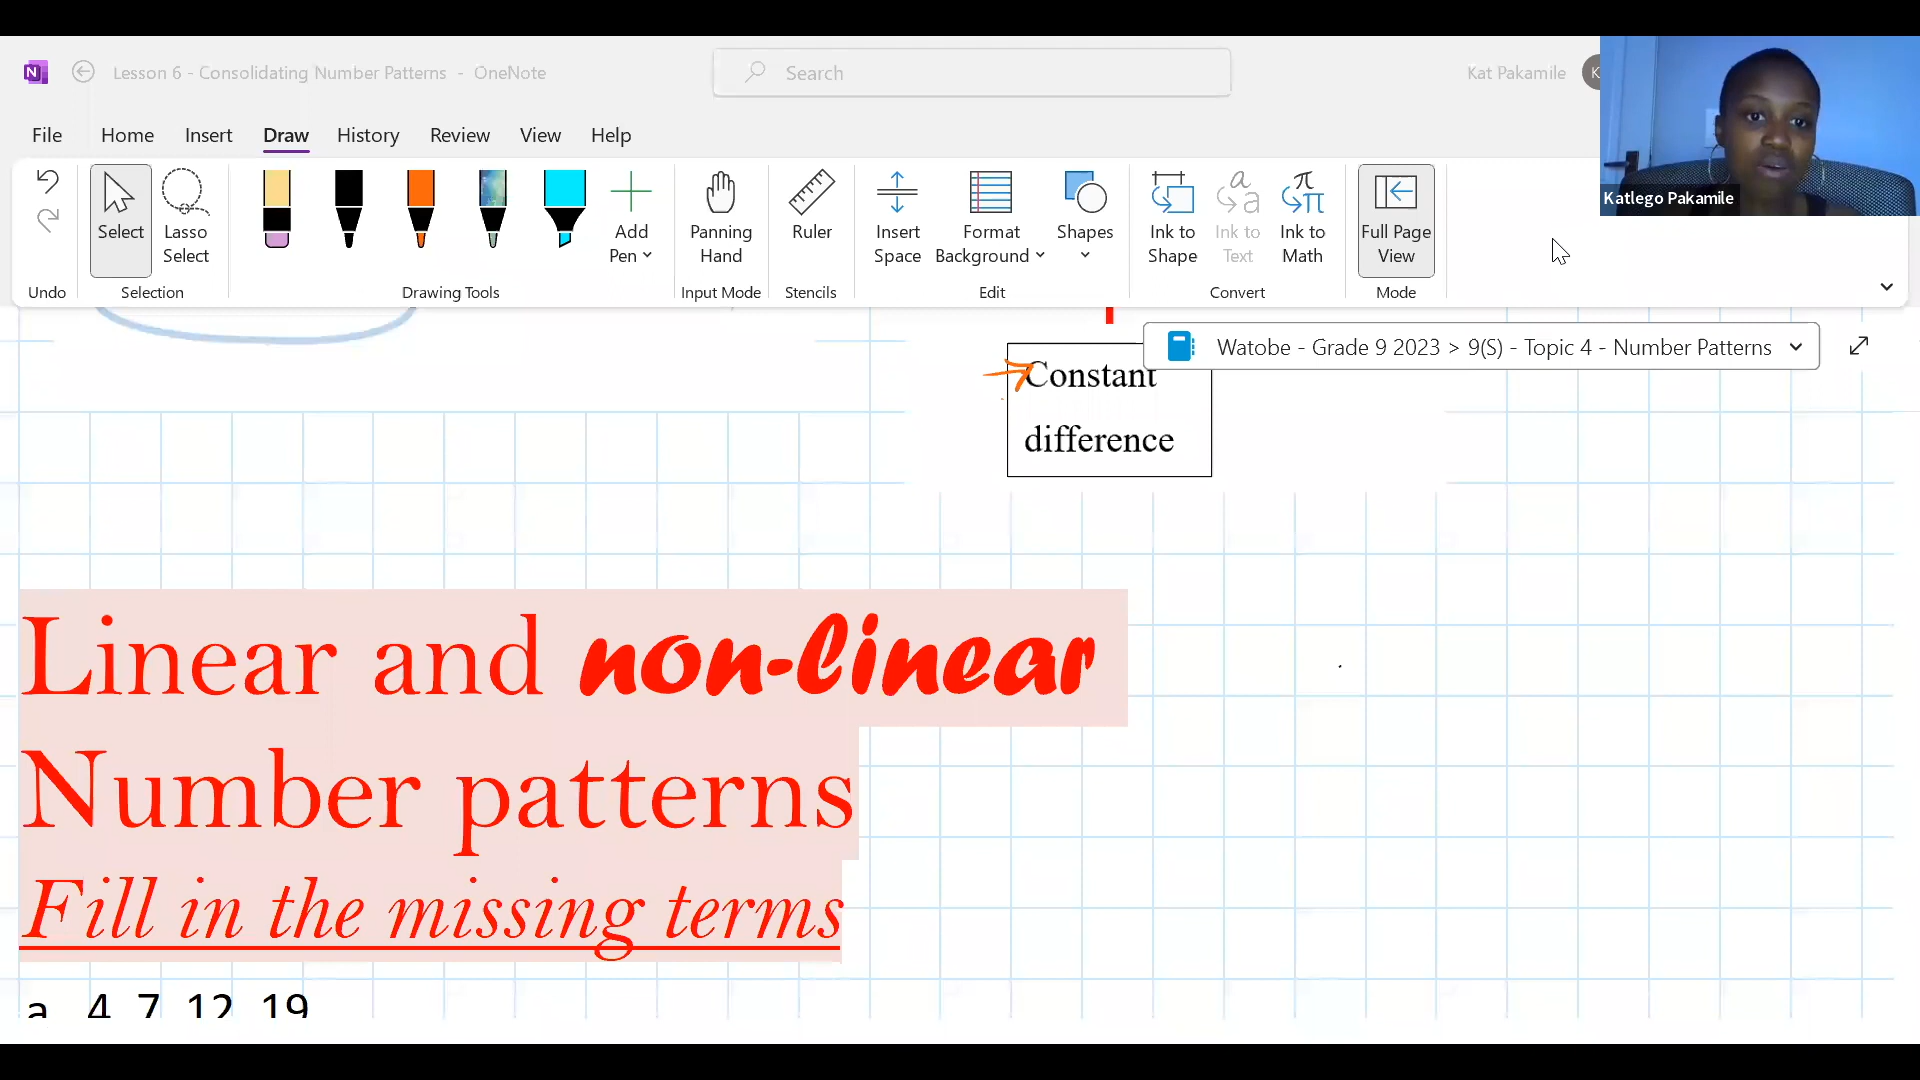 Lesson 6 - Consolidating Number Patterns - OneNote
Search
Kat Pakamile
K
Katlego Pakamile
File Home Insert Draw History Review View Help
Select
Lasso Select
Add Pen
Panning Hand
Ruler
Insert Space
Format Background
Shapes
Ink to Shape
Ink to Text
Ink to Math
Full Page View
Undo
Selection
Drawing Tools
Input Mode
Stencils
Edit
Convert
Mode
Watobe - Grade 9 2023 > 9(S) - Topic 4 - Number Patterns
Constant
difference
Linear and non-linear
Number patterns
Fill in the missing terms
a 4 7 12 19